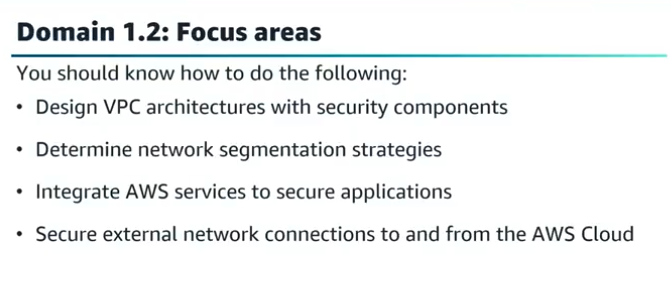 Domain 1.2: Focus areas
You should know how to do the following:
• Design VPC architectures with security components
• Determine network segmentation strategies
• Integrate AWS services to secure applications
• Secure external network connections to and from the AWS Cloud